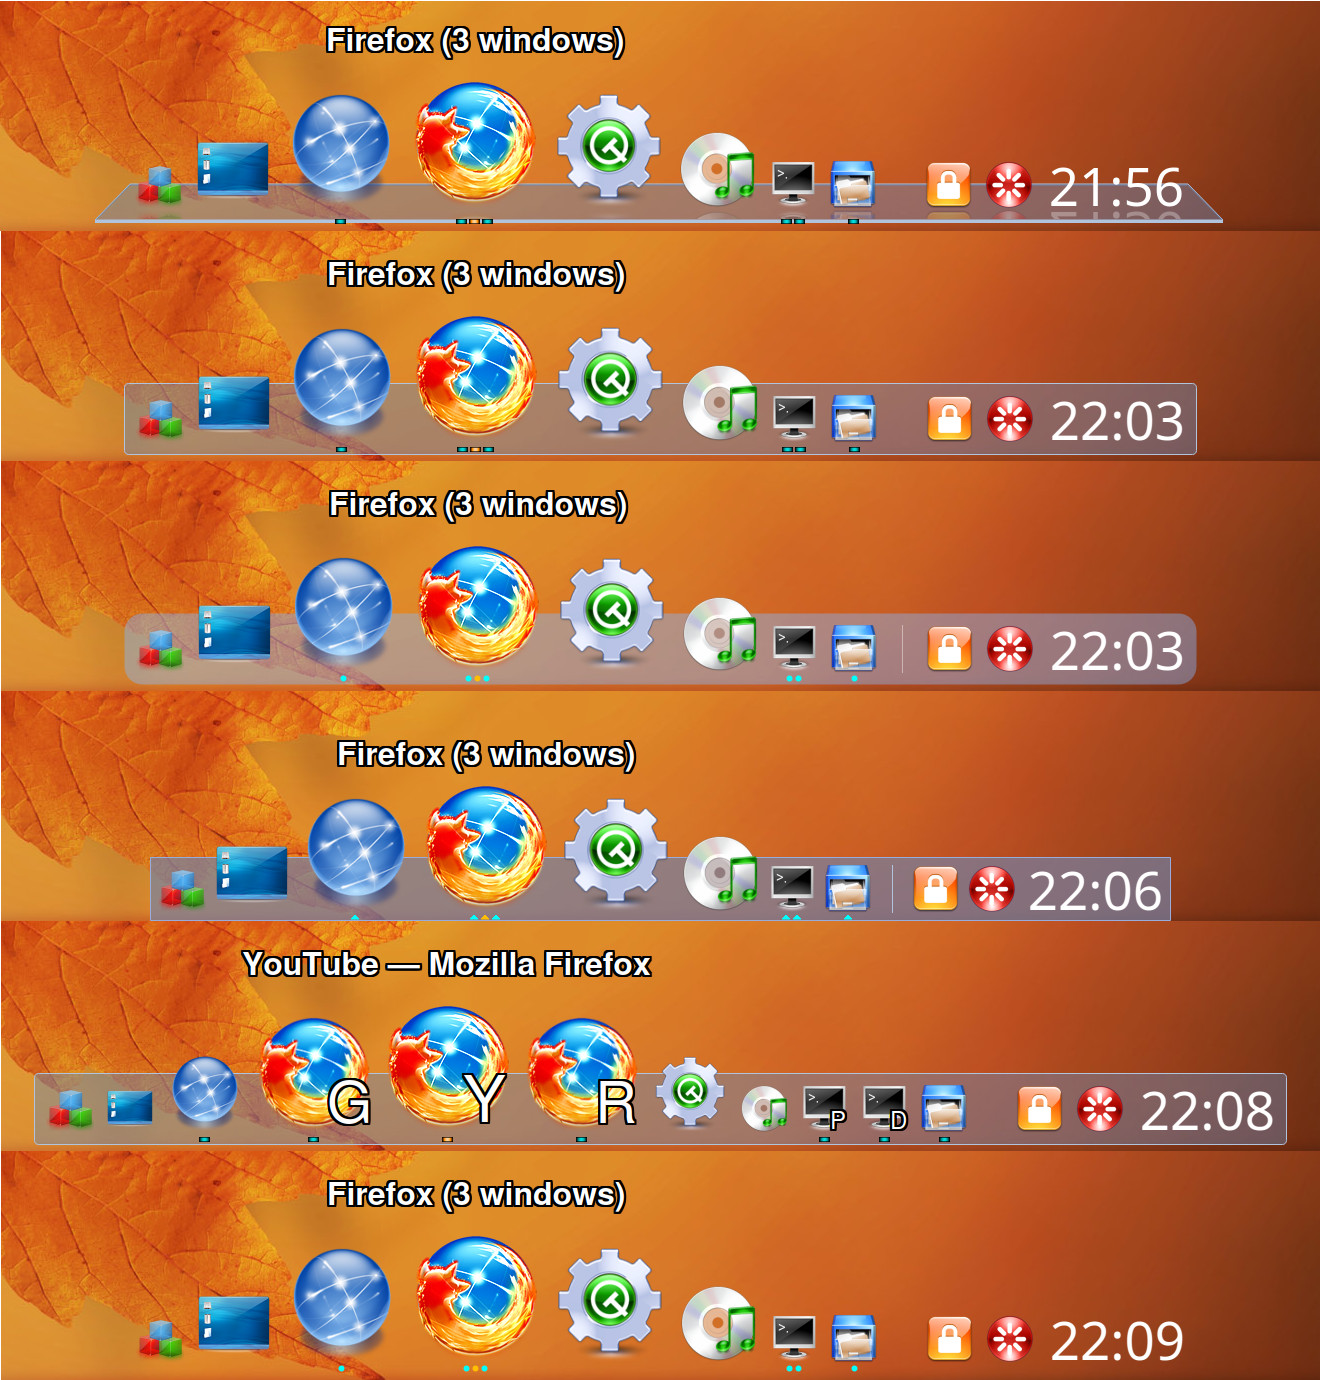 Firefox (3 windows)
>_
21:56
Firefox (3 windows)
>_
22:03
Firefox (3 windows)
>_
22:03
Firefox (3 windows)
>_
22:06
YouTube — Mozilla Firefox
G Y R >_ P >_ D
22:08
Firefox (3 windows)
>_
22:09